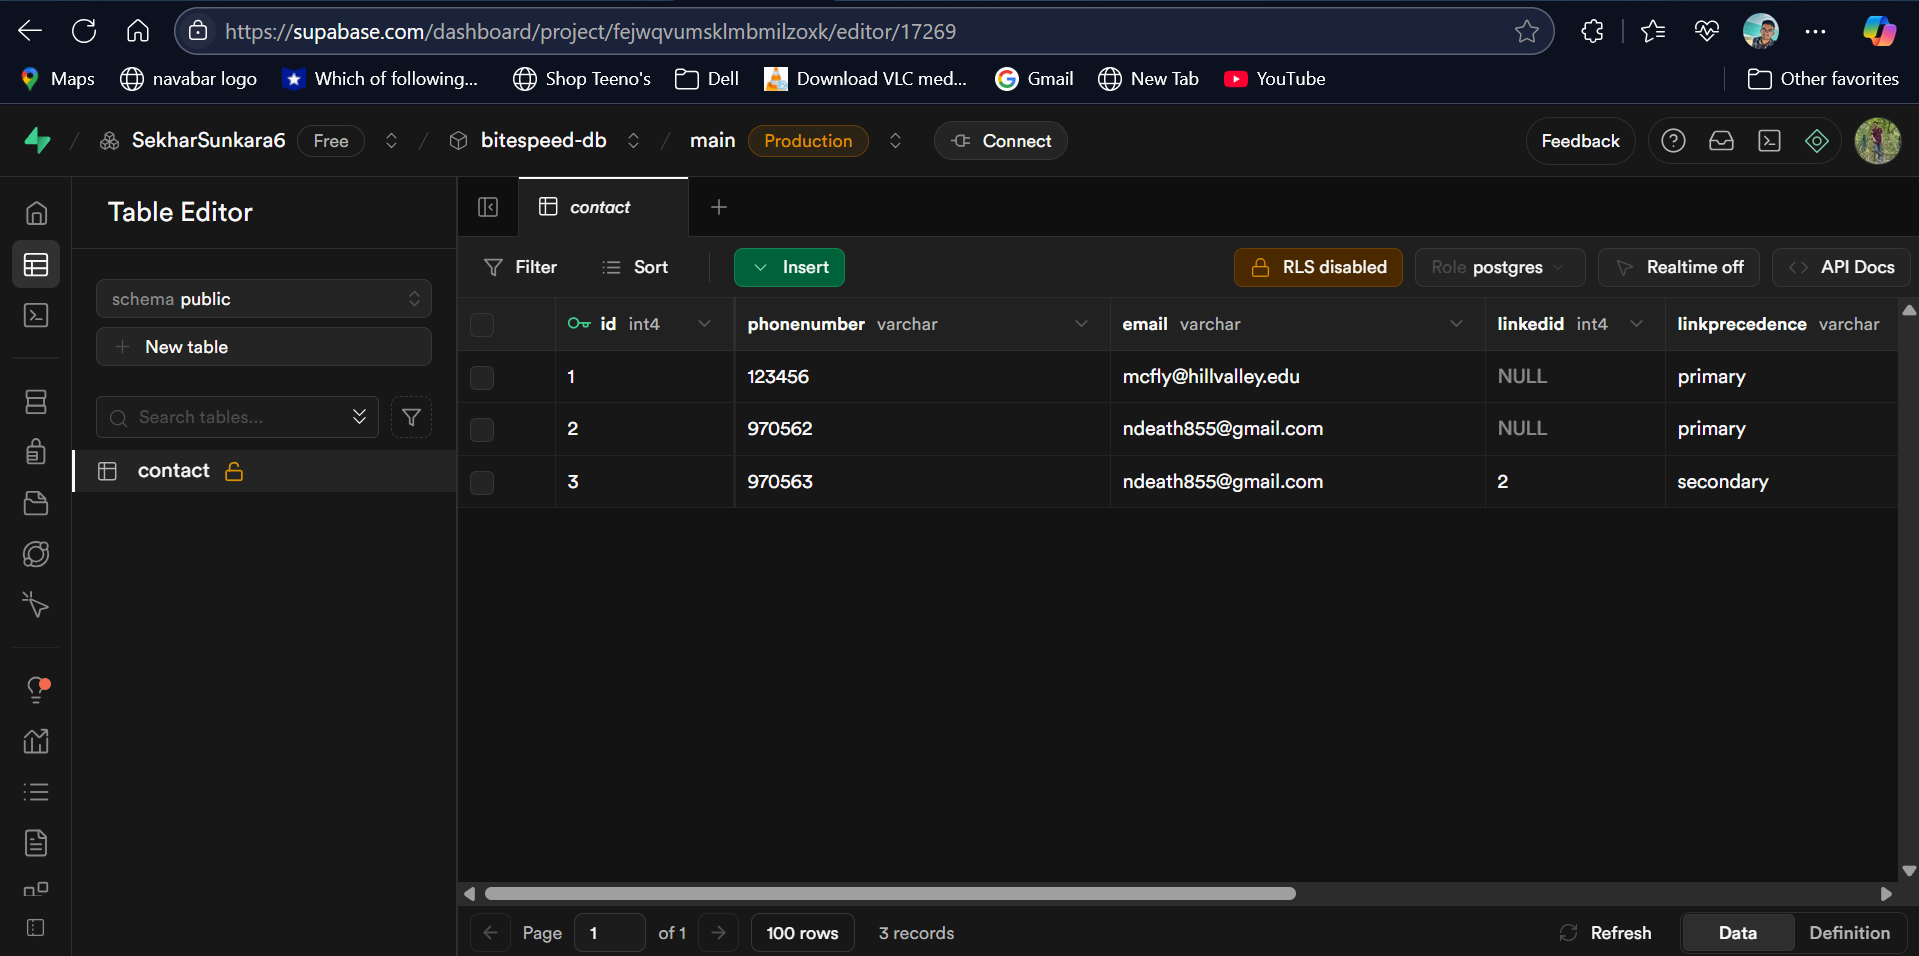 https://supabase.com/dashboard/project/fejwqvumsklmbmilzoxk/editor/17269
Maps navabar logo Which of following... Shop Teeno's Dell Download VLC med... Gmail New Tab YouTube Other favorites
SekharSunkara6 Free bitespeed-db main Production Connect Feedback
Table Editor
contact
Filter Sort Insert RLS disabled Role postgres Realtime off API Docs
schema public
New table
Search tables...
contact
id int4 phonenumber varchar email varchar linkedid int4 linkprecedence varchar
1 123456 mcfly@hillvalley.edu NULL primary
2 970562 ndeath855@gmail.com NULL primary
3 970563 ndeath855@gmail.com 2 secondary
Page 1 of 1 100 rows 3 records Refresh Data Definition